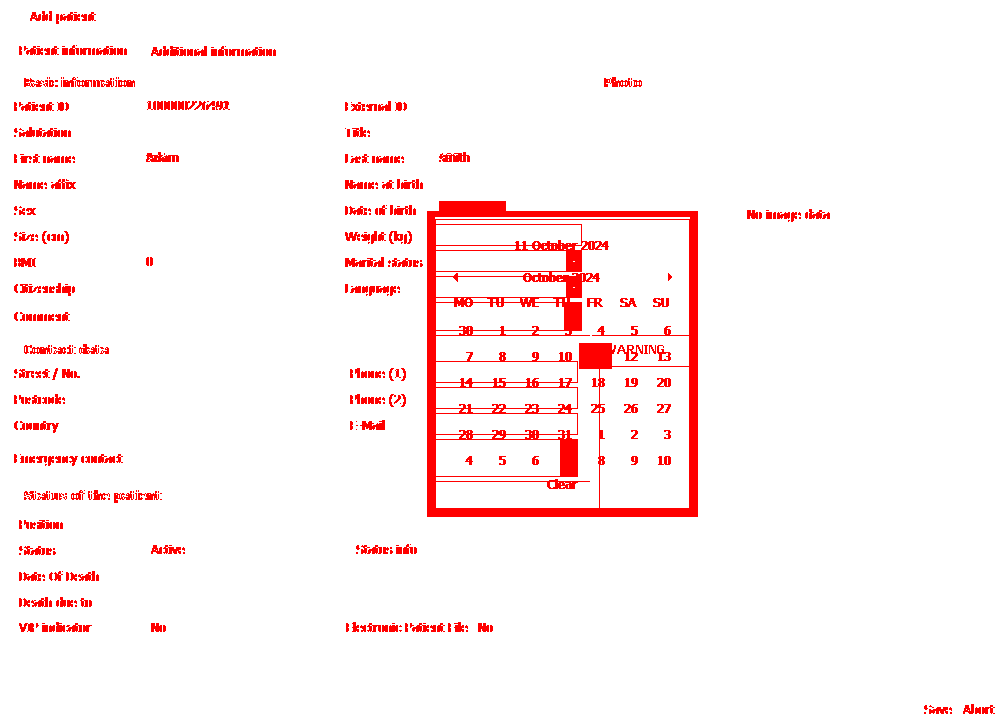 Add patient
Patient information Additional information
Basic information Photo
Patient ID 100000226491 External ID
Salutation Title
First name Adam Last name smith
Name affix Name at birth
Sex Date of birth
No image data
Size (cm) Weight (kg)
11 October 2024
BMI 0 Marital status
October 2024
Citizenship Language
MO TU WE TU FR SA SU
Comment
30 1 2 3 4 5 6
Contact data WARNING
7 8 9 10 12 13
Street / No. Phone (1)
14 15 16 17 18 19 20
Postcode Phone (2)
21 22 23 24 25 26 27
Country E-Mail
28 29 30 31 1 2 3
Emergency contact
4 5 6 8 9 10
Clear
Status of the patient
Position
Status Active Status info
Date Of Death
Death due to
VIP indicator No Electronic Patient File No
Save Abort